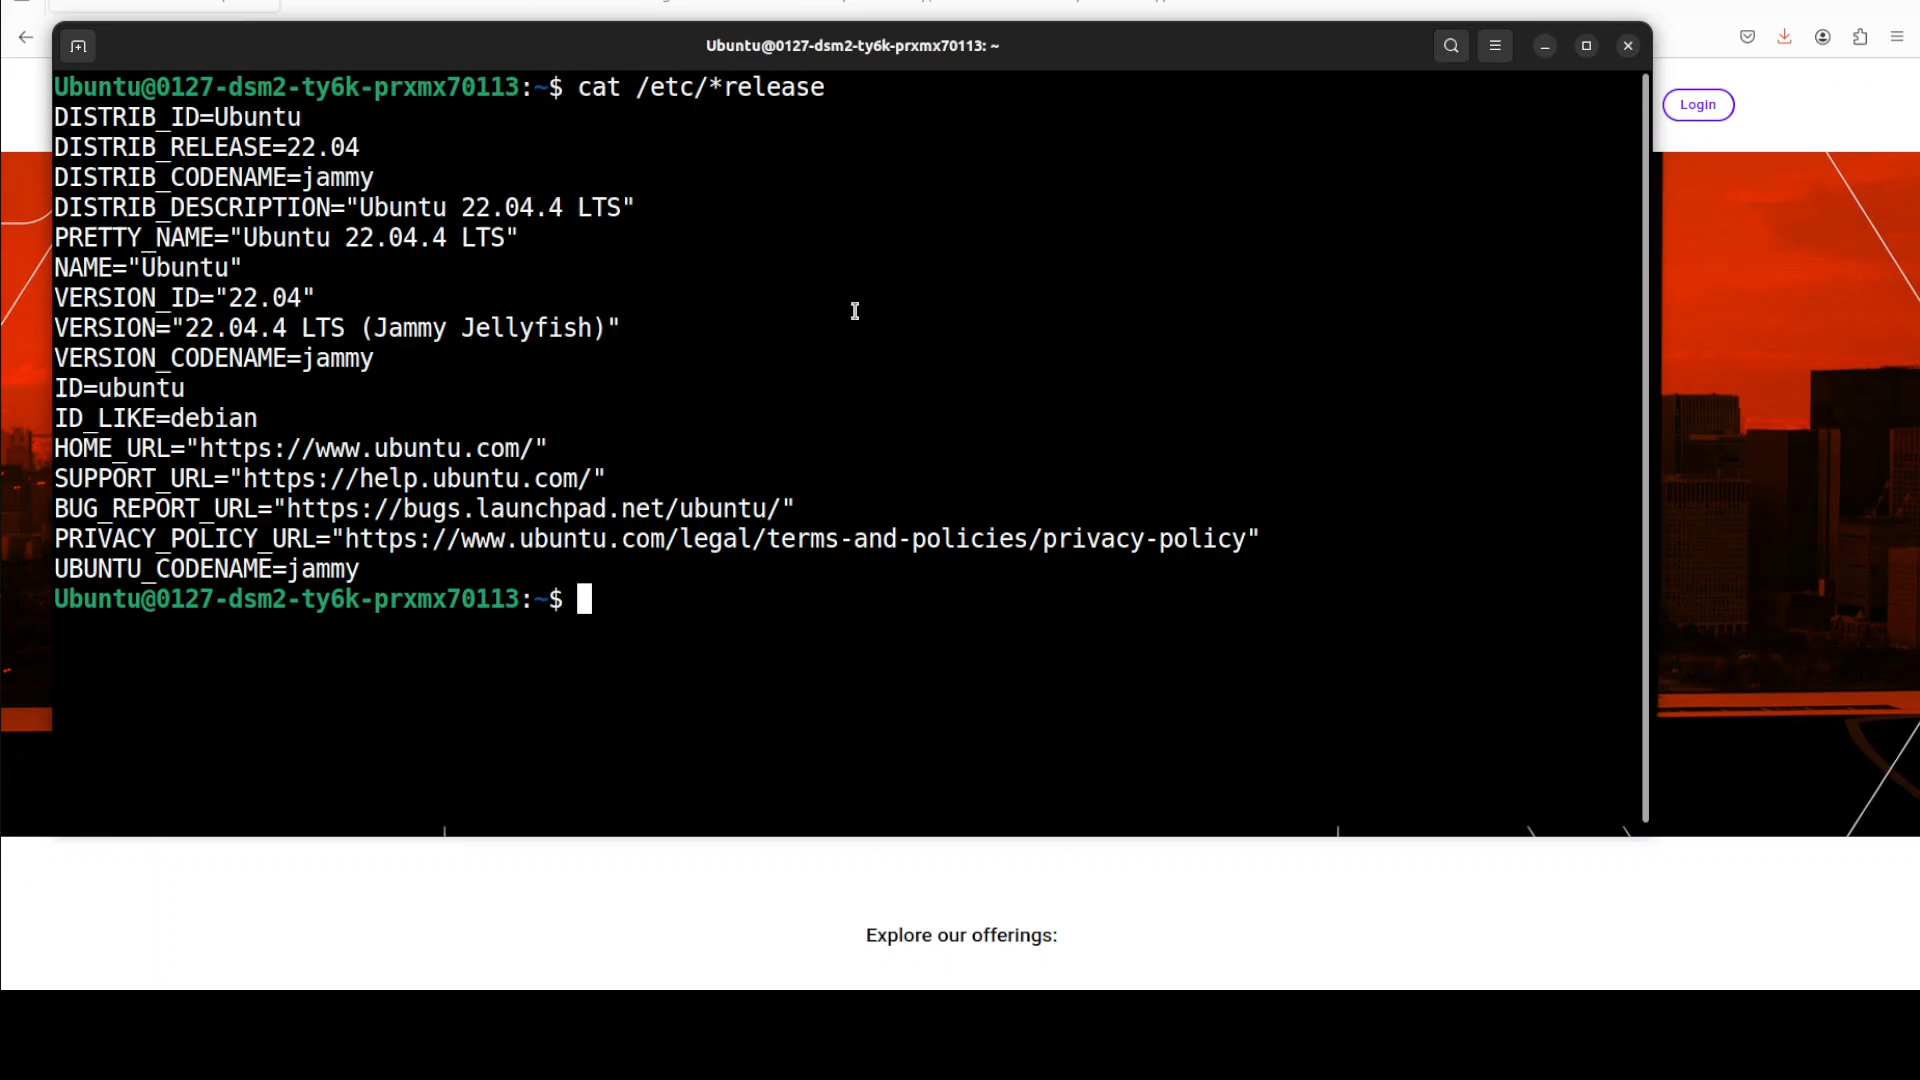 Ubuntu@0127-dsm2-ty6k-prxmx70113: ~
Ubuntu@0127-dsm2-ty6k-prxmx70113:~$ cat /etc/*release
DISTRIB_ID=Ubuntu
DISTRIB_RELEASE=22.04
DISTRIB_CODENAME=jammy
DISTRIB_DESCRIPTION="Ubuntu 22.04.4 LTS"
PRETTY_NAME="Ubuntu 22.04.4 LTS"
NAME="Ubuntu"
VERSION_ID="22.04"
VERSION="22.04.4 LTS (Jammy Jellyfish)"
VERSION_CODENAME=jammy
ID=ubuntu
ID_LIKE=debian
HOME_URL="https://www.ubuntu.com/"
SUPPORT_URL="https://help.ubuntu.com/"
BUG_REPORT_URL="https://bugs.launchpad.net/ubuntu/"
PRIVACY_POLICY_URL="https://www.ubuntu.com/legal/terms-and-policies/privacy-policy"
UBUNTU_CODENAME=jammy
Ubuntu@0127-dsm2-ty6k-prxmx70113:~$
Login
Explore our offerings: